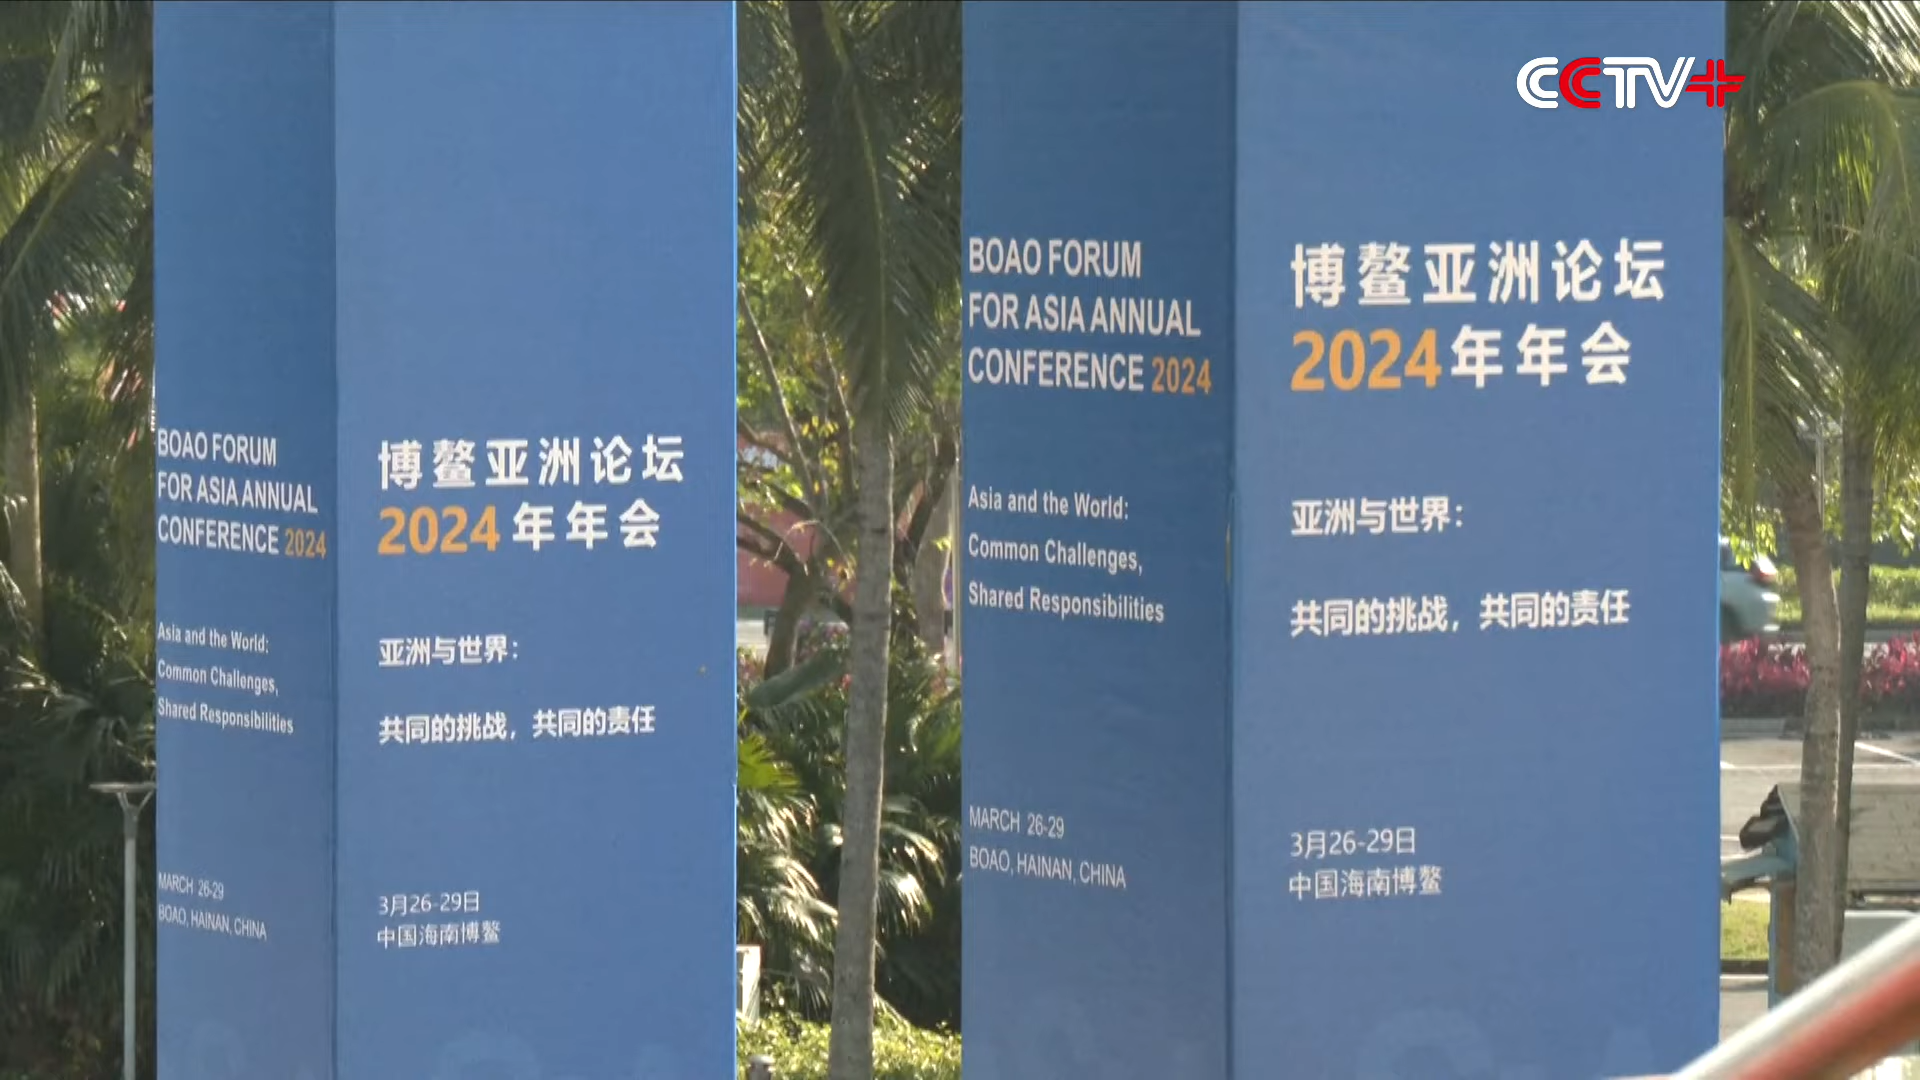 CCTV+
BOAO FORUM
FOR ASIA ANNUAL
CONFERENCE 2024
Asia and the World:
Common Challenges,
Shared Responsibilities
MARCH 26-29
BOAO, HAINAN, CHINA
博鳌亚洲论坛
2024年年会
亚洲与世界：
共同的挑战，共同的责任
3月26-29日
中国海南博鳌
BOAO FORUM
FOR ASIA ANNUAL
CONFERENCE 2024
Asia and the World:
Common Challenges,
Shared Responsibilities
MARCH 26-29
BOAO, HAINAN, CHINA
博鳌亚洲论坛
2024年年会
亚洲与世界：
共同的挑战，共同的责任
3月26-29日
中国海南博鳌